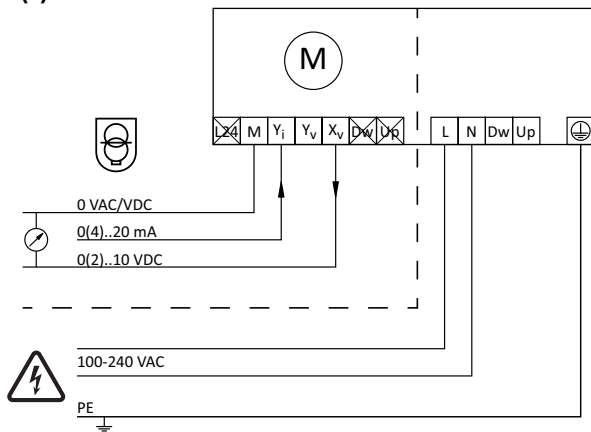 M
L24 M Yi Yv Xv Dw Up L N Dw Up
0 VAC/VDC
0(4)..20 mA
0(2)..10 VDC
100-240 VAC
PE